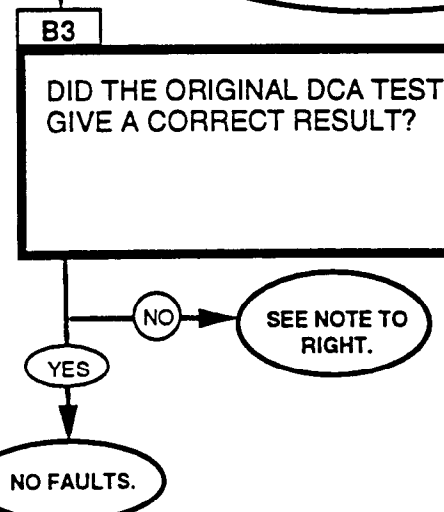 B3
DID THE ORIGINAL DCA TEST
GIVE A CORRECT RESULT?
NO
SEE NOTE TO
RIGHT.
YES
NO FAULTS.